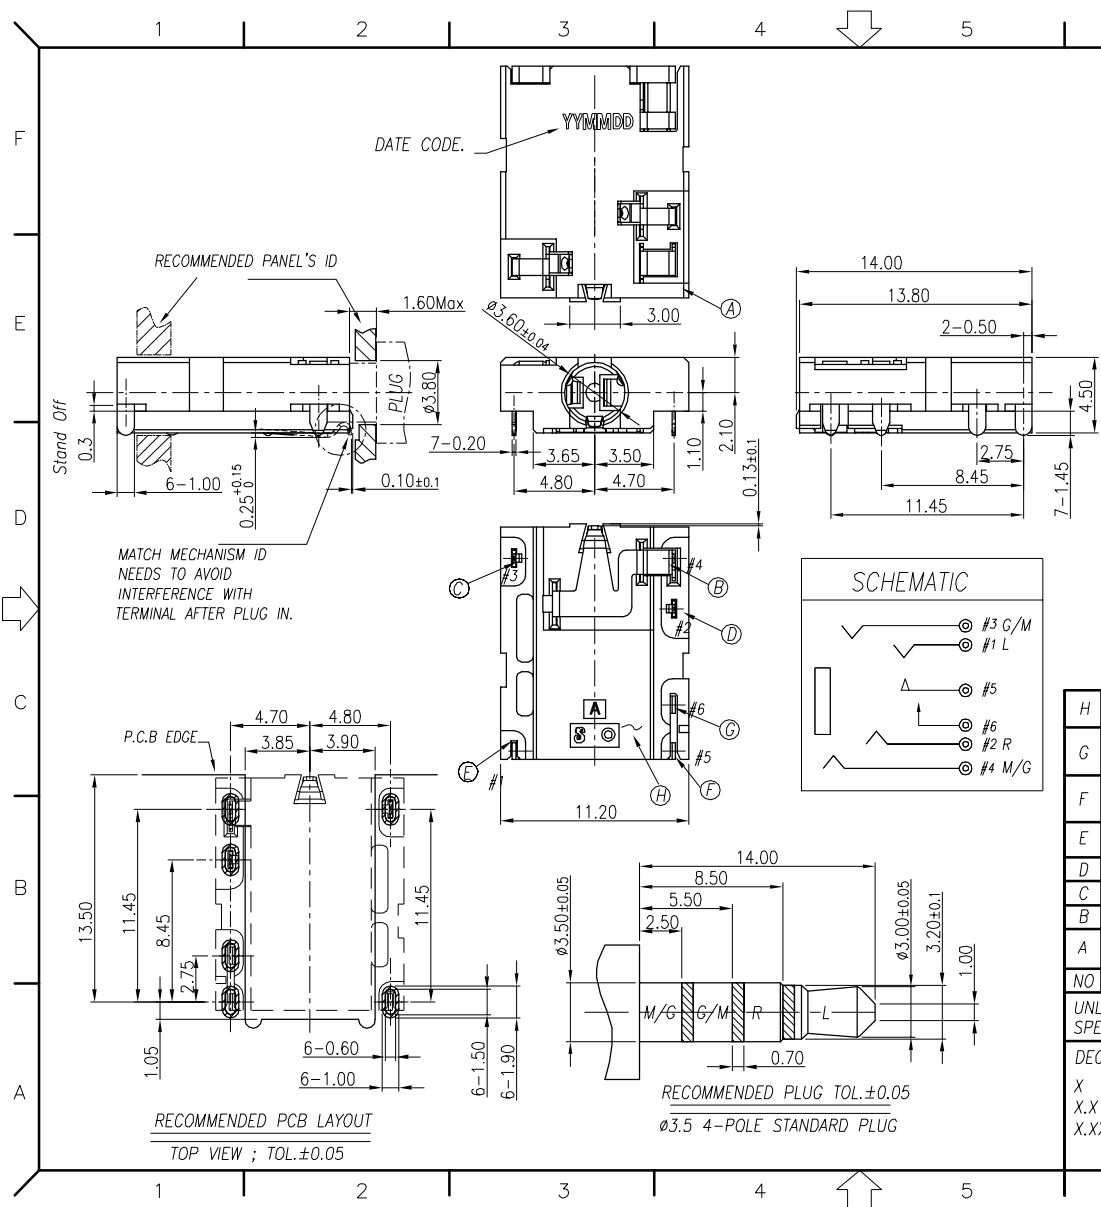 1 2 3 4 5
F
E
D
C
B
A
YYMMDD
DATE CODE.
RECOMMENDED PANEL'S ID
1.60Max
ø3.60±0.04
3.00
A
14.00
13.80
2-0.50
4.50
PLUG
ø3.80
Stand Off
0.3
6-1.00
0.25 +0.15 0
0.10±0.1
7-0.20
3.65
3.50
4.80
4.70
1.10
2.10
0.13±0.1
2.75
8.45
11.45
7-1.45
MATCH MECHANISM ID
NEEDS TO AVOID
INTERFERENCE WITH
TERMINAL AFTER PLUG IN.
C
#3
#4
B
#2
D
#6
G
A
S
E
#1
#5
H
F
11.20
SCHEMATIC
#3 G/M
#1 L
#5
#6
#2 R
#4 M/G
4.70
4.80
P.C.B EDGE
3.85
3.90
13.50
11.45
8.45
2.75
1.05
11.45
6-0.60
6-1.00
6-1.50
6-1.90
RECOMMENDED PCB LAYOUT
TOP VIEW ; TOL.±0.05
14.00
8.50
5.50
2.50
ø3.50±0.05
ø3.00±0.05
3.20±0.1
1.00
M/G
G/M
R
L
0.70
RECOMMENDED PLUG TOL.±0.05
ø3.5 4-POLE STANDARD PLUG
H
G
F
E
D
C
B
A
NO
UNL
SPE
DEC
X
X.X
X.XX
1 2 3 4 5